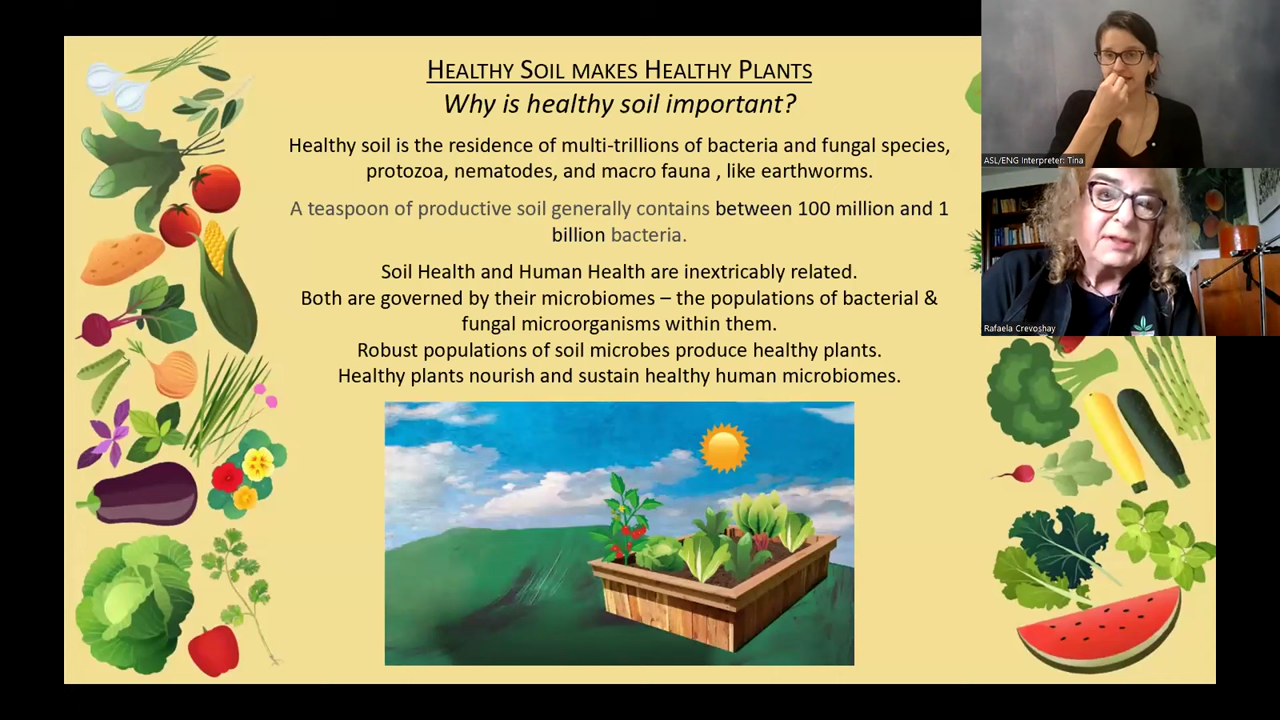 HEALTHY SOIL MAKES HEALTHY PLANTS
Why is healthy soil important?
Healthy soil is the residence of multi-trillions of bacteria and fungal species,
protozoa, nematodes, and macro fauna , like earthworms.
A teaspoon of productive soil generally contains between 100 million and 1
billion bacteria.
Soil Health and Human Health are inextricably related.
Both are governed by their microbiomes – the populations of bacterial &
fungal microorganisms within them.
Robust populations of soil microbes produce healthy plants.
Healthy plants nourish and sustain healthy human microbiomes.
ASL/ENG Interpreter: Tina
Rafaela Crevoshay